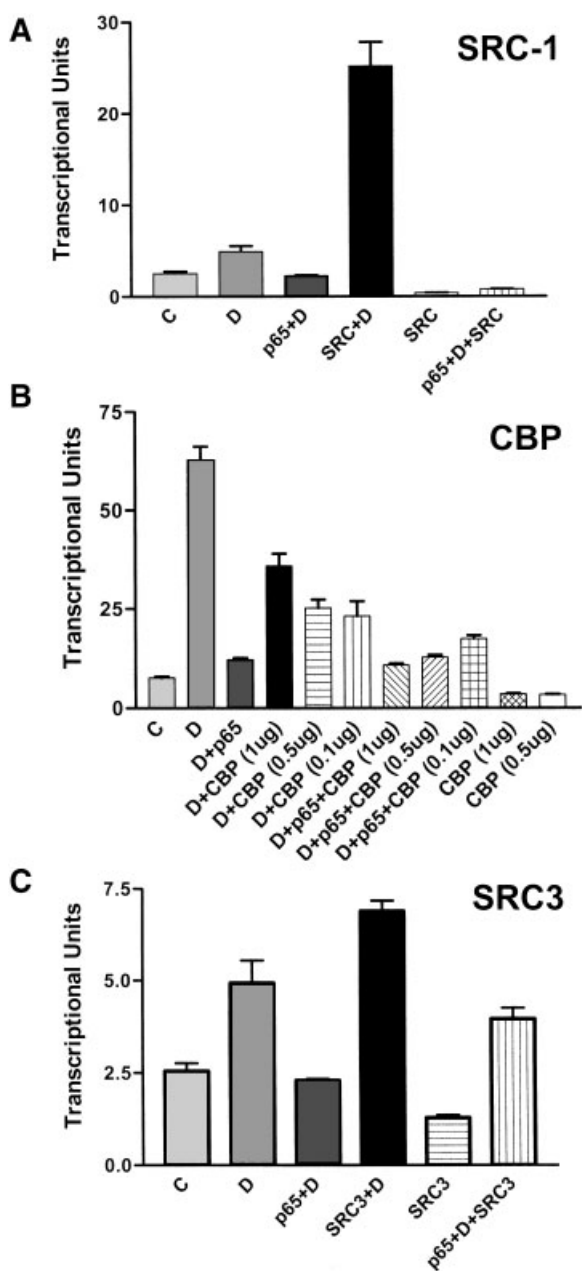 A
SRC-1
Transcriptional Units
30
20
10
0
C
D
p65+D
SRC+D
SRC
p65+D+SRC
B
CBP
Transcriptional Units
75
50
25
0
C
D
D+p65
D+CBP (1ug)
D+CBP (0.5ug)
D+CBP (0.1ug)
D+p65+CBP (1ug)
D+p65+CBP (0.5ug)
D+p65+CBP (0.1ug)
CBP (1ug)
CBP (0.5ug)
C
SRC3
Transcriptional Units
7.5
5.0
2.5
0.0
C
D
p65+D
SRC3+D
SRC3
p65+D+SRC3